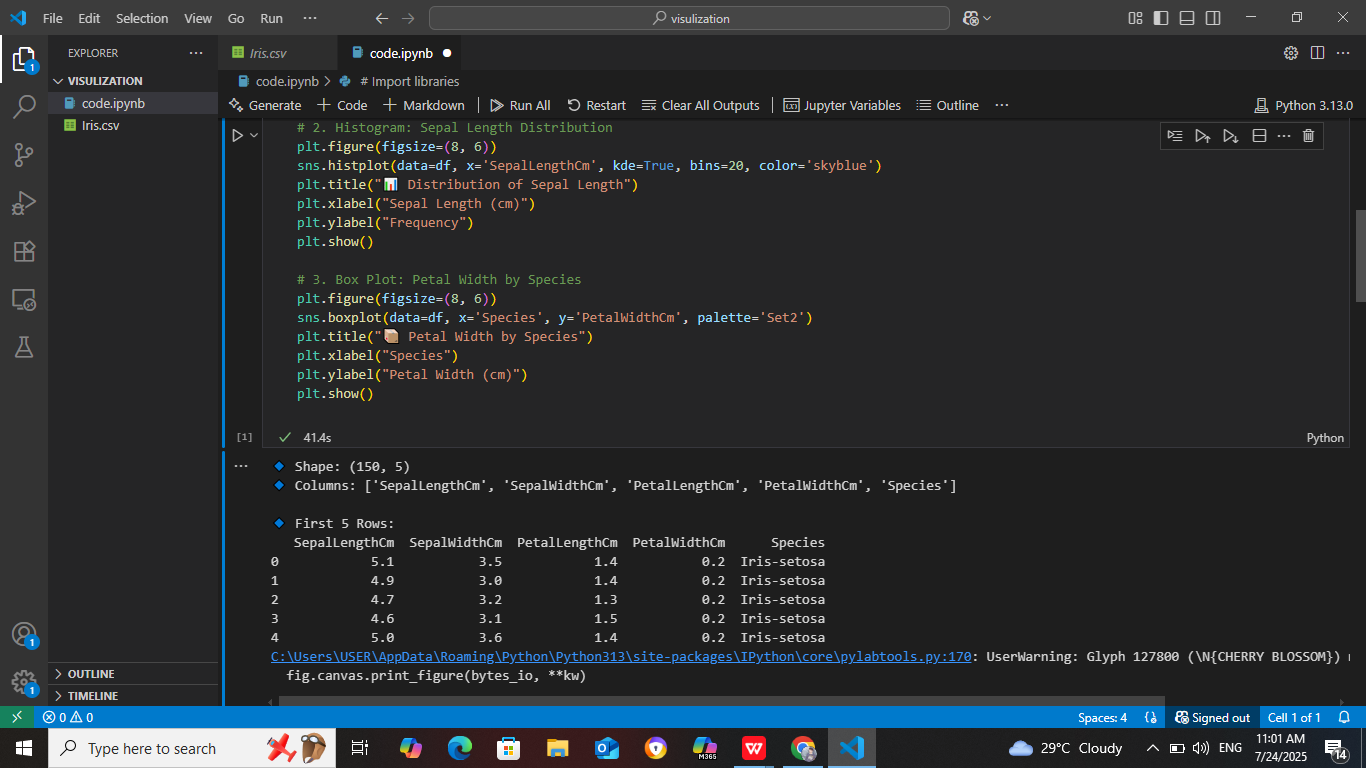 File Edit Selection View Go Run ··· visulization
EXPLORER ···
VISULIZATION
code.ipynb
Iris.csv
OUTLINE
TIMELINE
1
1
1
Iris.csv code.ipynb
code.ipynb > # Import libraries
Generate + Code + Markdown Run All Restart Clear All Outputs Jupyter Variables Outline ··· Python 3.13.0
# 2. Histogram: Sepal Length Distribution
plt.figure(figsize=(8, 6))
sns.histplot(data=df, x='SepalLengthCm', kde=True, bins=20, color='skyblue')
plt.title("📊 Distribution of Sepal Length")
plt.xlabel("Sepal Length (cm)")
plt.ylabel("Frequency")
plt.show()
# 3. Box Plot: Petal Width by Species
plt.figure(figsize=(8, 6))
sns.boxplot(data=df, x='Species', y='PetalWidthCm', palette='Set2')
plt.title("📦 Petal Width by Species")
plt.xlabel("Species")
plt.ylabel("Petal Width (cm)")
plt.show()
[1] ✓ 41.4s Python
🔹 Shape: (150, 5)
🔹 Columns: ['SepalLengthCm', 'SepalWidthCm', 'PetalLengthCm', 'PetalWidthCm', 'Species']
🔹 First 5 Rows:
SepalLengthCm SepalWidthCm PetalLengthCm PetalWidthCm Species
0 5.1 3.5 1.4 0.2 Iris-setosa
1 4.9 3.0 1.4 0.2 Iris-setosa
2 4.7 3.2 1.3 0.2 Iris-setosa
3 4.6 3.1 1.5 0.2 Iris-setosa
4 5.0 3.6 1.4 0.2 Iris-setosa
C:\Users\USER\AppData\Roaming\Python\Python313\site-packages\IPython\core\pylabtools.py:170: UserWarning: Glyph 127800 (\N{CHERRY BLOSSOM})
fig.canvas.print_figure(bytes_io, **kw)
0 0 Spaces: 4 {} Signed out Cell 1 of 1
Type here to search M365 W 29°C Cloudy ENG 11:01 AM
7/24/2025
14